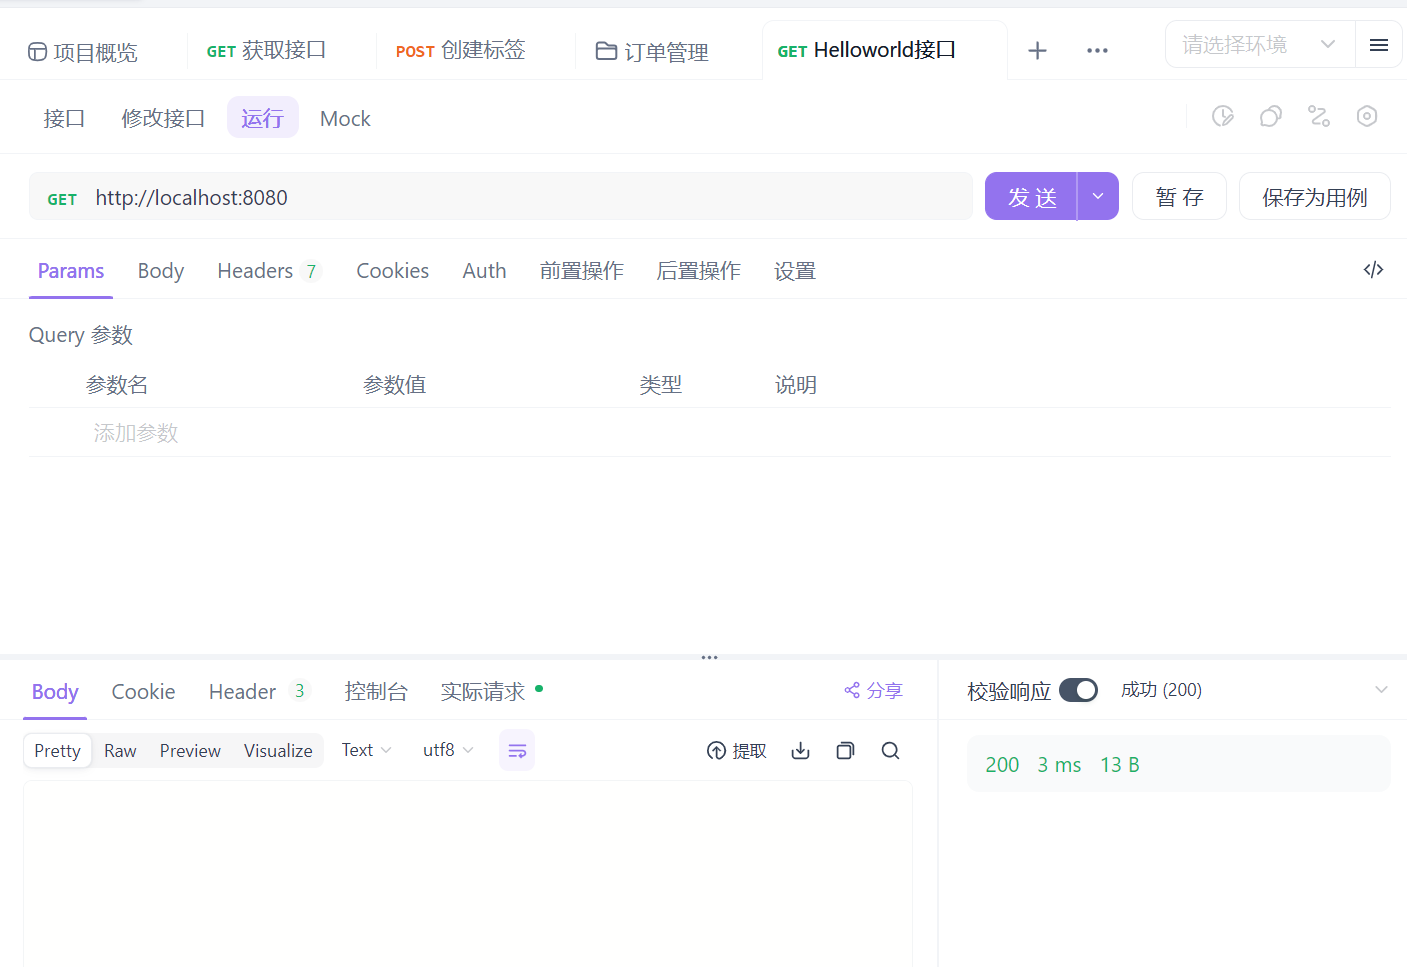 项目概览 GET 获取接口 POST 创建标签 订单管理 GET Helloworld接口 请选择环境
接口 修改接口 运行 Mock
GET http://localhost:8080 发 送 暂 存 保存为用例
Params Body Headers 7 Cookies Auth 前置操作 后置操作 设置
Query 参数
参数名 参数值 类型 说明
添加参数
Body Cookie Header 3 控制台 实际请求 分享 校验响应 成功 (200)
Pretty Raw Preview Visualize Text utf8 提取
200 3 ms 13 B